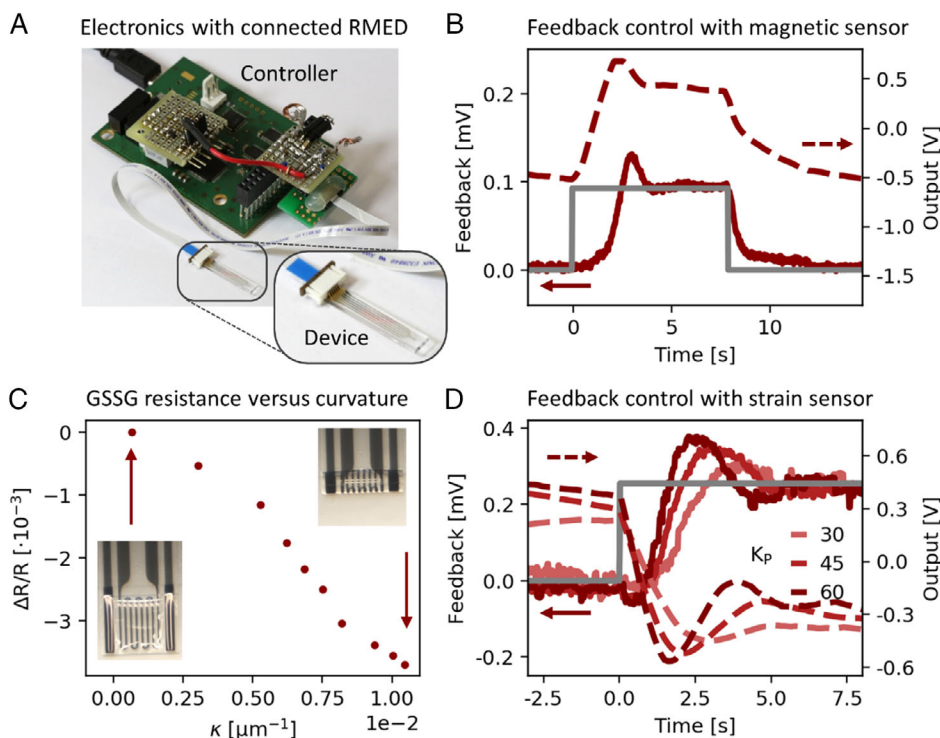 A
Electronics with connected RMED
Controller
Device
B
Feedback control with magnetic sensor
Feedback [mV]
0.2
0.1
0.0
0.5
0.0
-0.5
-1.0
-1.5
Output [V]
0
5
10
Time [s]
C
GSSG resistance versus curvature
ΔR/R [·10⁻³]
0
−1
−2
−3
0.00
0.25
0.50
0.75
1.00
1e−2
κ [µm⁻¹]
D
Feedback control with strain sensor
Feedback [mV]
0.4
0.2
0.0
-0.2
Kₚ
30
45
60
0.6
0.3
0.0
-0.3
-0.6
Output [V]
-2.5
0.0
2.5
5.0
7.5
Time [s]